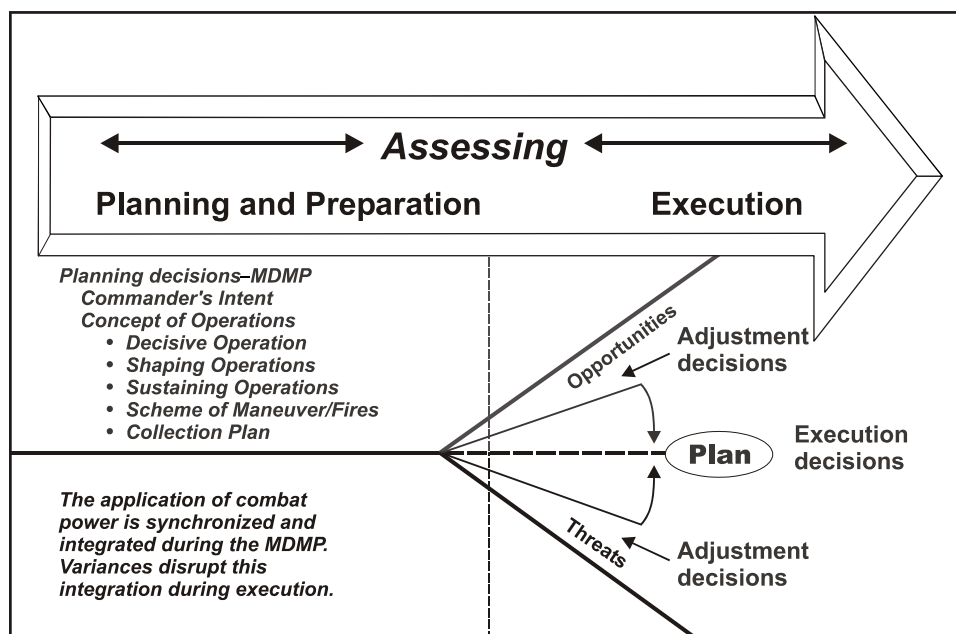 Assessing
Planning and Preparation
Execution
Planning decisions–MDMP
Commander's Intent
Concept of Operations
• Decisive Operation
• Shaping Operations
• Sustaining Operations
• Scheme of Maneuver/Fires
• Collection Plan
The application of combat
power is synchronized and
integrated during the MDMP.
Variances disrupt this
integration during execution.
Opportunities
Adjustment
decisions
Plan
Execution
decisions
Threats
Adjustment
decisions